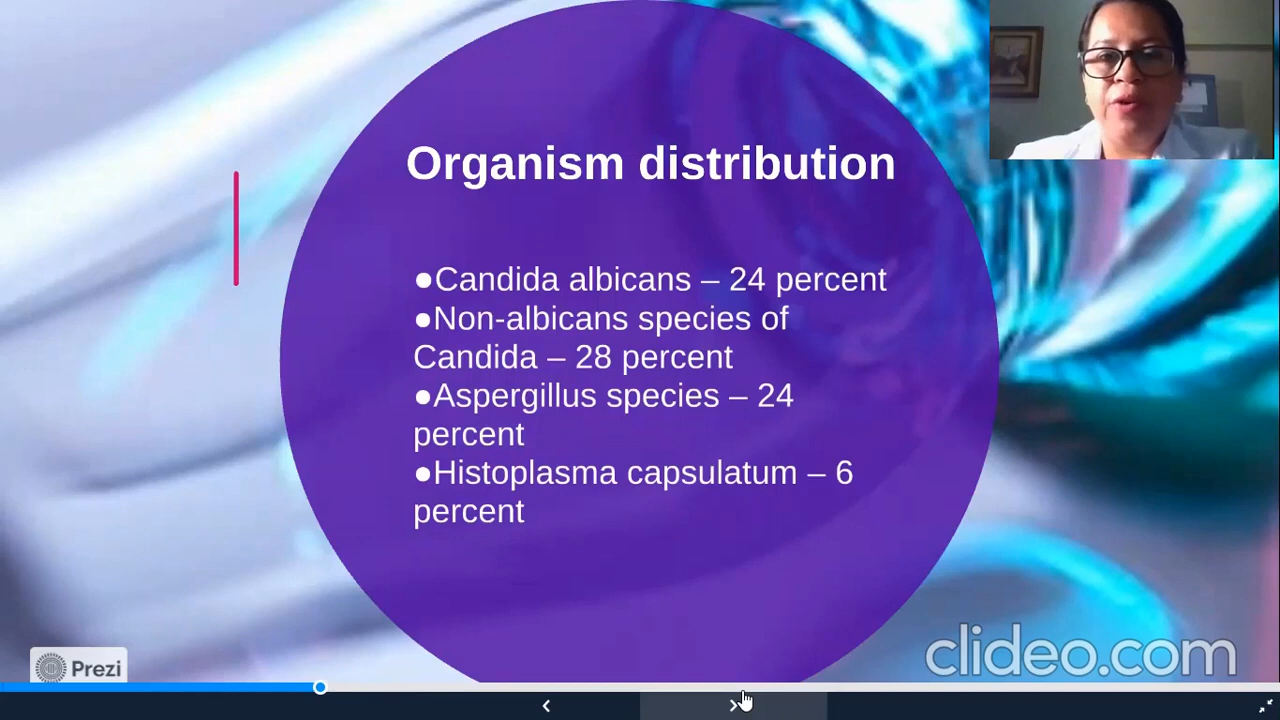 Organism distribution
●Candida albicans – 24 percent
●Non-albicans species of
Candida – 28 percent
●Aspergillus species – 24
percent
●Histoplasma capsulatum – 6
percent
Prezi
clideo.com